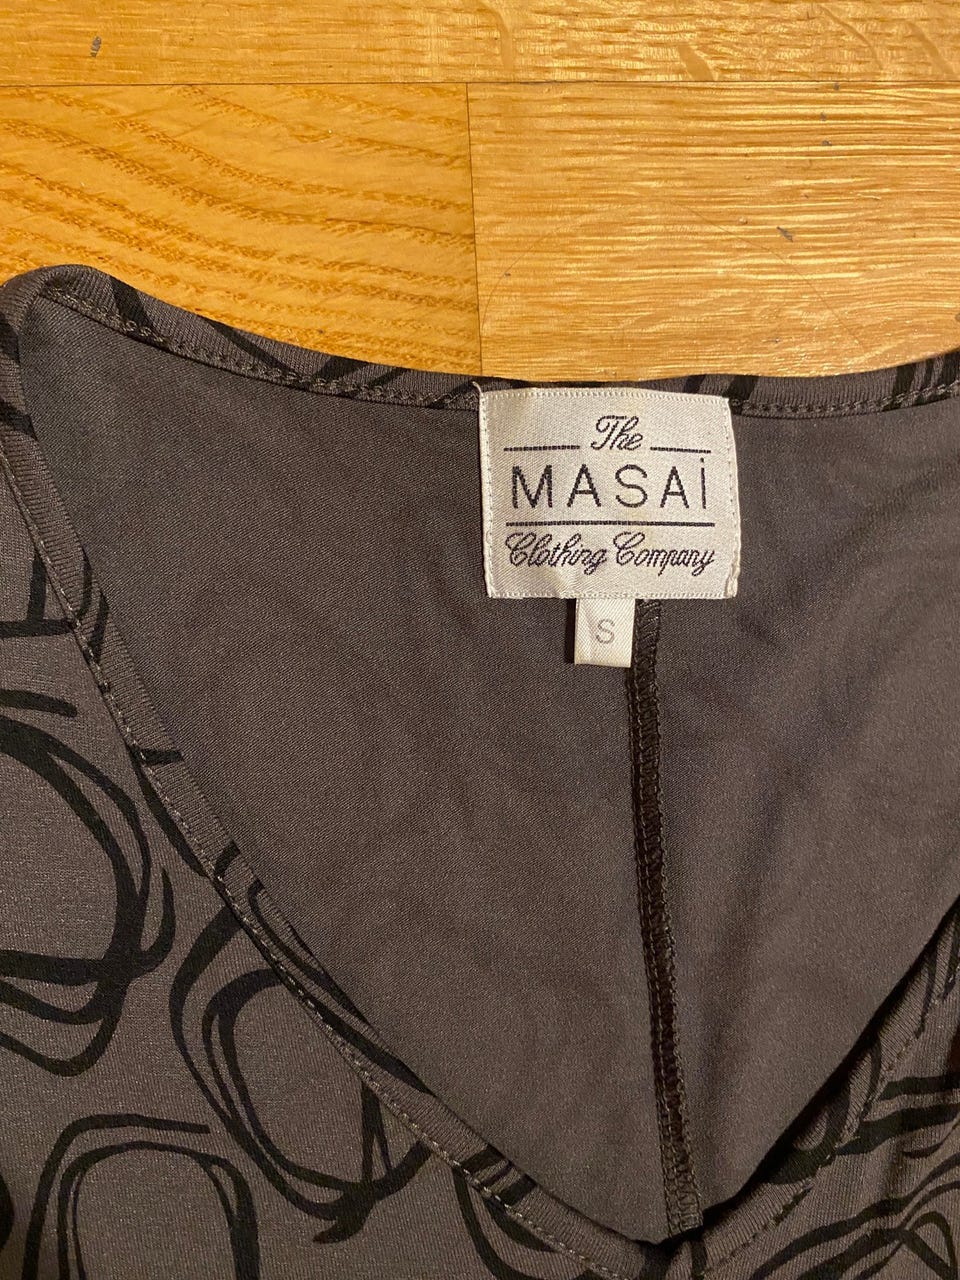 The
MASAi
Clothing Company
S